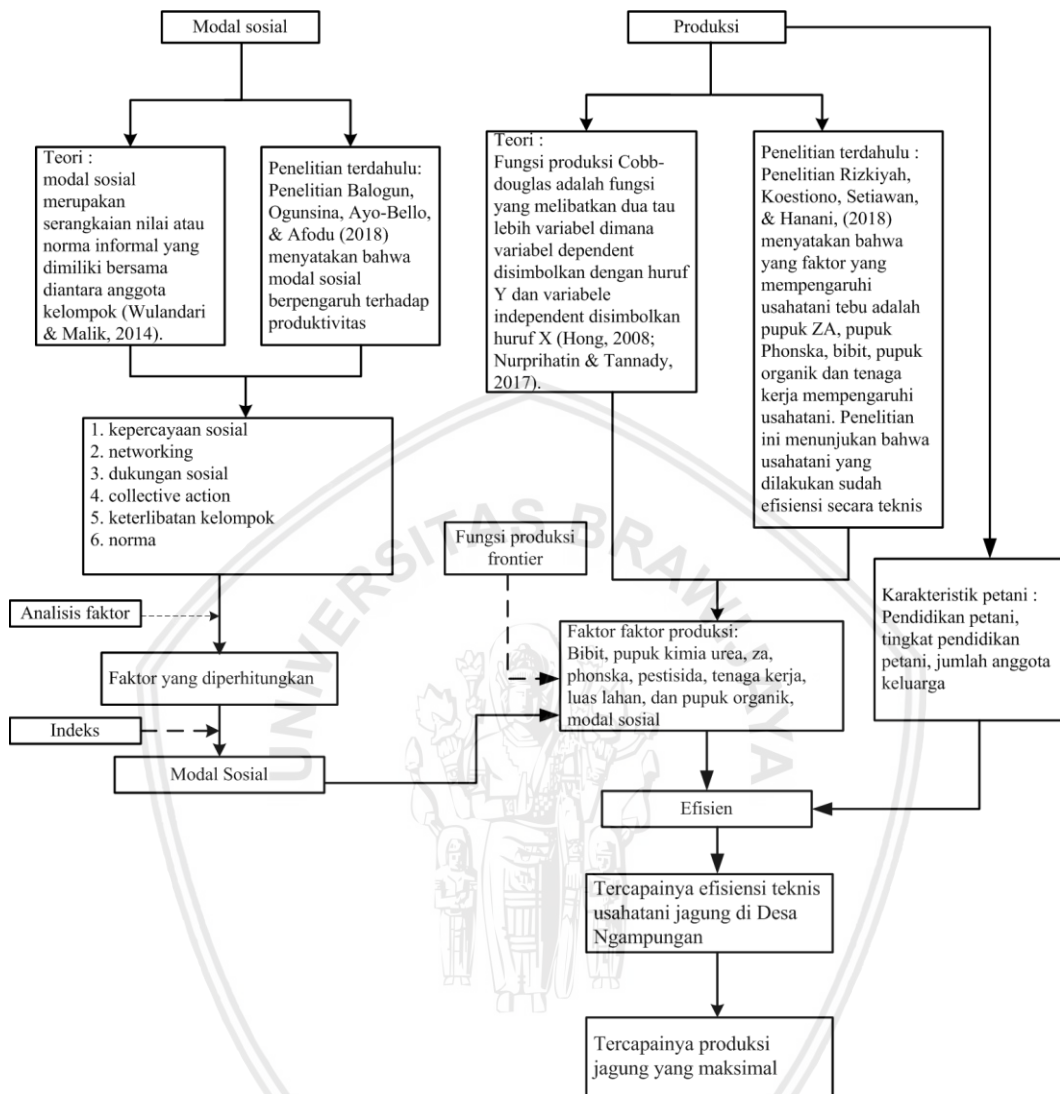 Modal sosial
Produksi
Teori :
modal sosial
merupakan
serangkaian nilai atau
norma informal yang
dimiliki bersama
diantara anggota
kelompok (Wulandari
& Malik, 2014).
Penelitian terdahulu:
Penelitian Balogun,
Ogunsina, Ayo-Bello,
& Afodu (2018)
menyatakan bahwa
modal sosial
berpengaruh terhadap
produktivitas
Teori :
Fungsi produksi Cobb-
douglas adalah fungsi
yang melibatkan dua tau
lebih variabel dimana
variabel dependent
disimbolkan dengan huruf
Y dan variabele
independent disimbolkan
huruf X (Hong, 2008;
Nurprihatin & Tannady,
2017).
Penelitian terdahulu :
Penelitian Rizkiyah,
Koestiono, Setiawan,
& Hanani, (2018)
menyatakan bahwa
yang faktor yang
mempengaruhi
usahatani tebu adalah
pupuk ZA, pupuk
Phonska, bibit, pupuk
organik dan tenaga
kerja mempengaruhi
usahatani. Penelitian
ini menunjukan bahwa
usahatani yang
dilakukan sudah
efisiensi secara teknis
1. kepercayaan sosial
2. networking
3. dukungan sosial
4. collective action
5. keterlibatan kelompok
6. norma
Fungsi produksi
frontier
Analisis faktor
Faktor yang diperhitungkan
Indeks
Modal Sosial
Faktor faktor produksi:
Bibit, pupuk kimia urea, za,
phonska, pestisida, tenaga kerja,
luas lahan, dan pupuk organik,
modal sosial
Karakteristik petani :
Pendidikan petani,
tingkat pendidikan
petani, jumlah anggota
keluarga
Efisien
Tercapainya efisiensi teknis
usahatani jagung di Desa
Ngampungan
Tercapainya produksi
jagung yang maksimal
UNIVERSITAS BRAWIJAYA